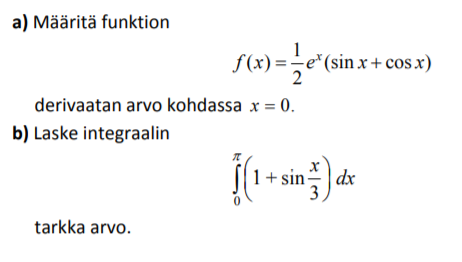 a) Määritä funktion
f(x) = 1/2 e^x (sin x + cos x)
derivaatan arvo kohdassa x = 0.
b) Laske integraalin
∫_0^π (1 + sin x/3) dx
tarkka arvo.